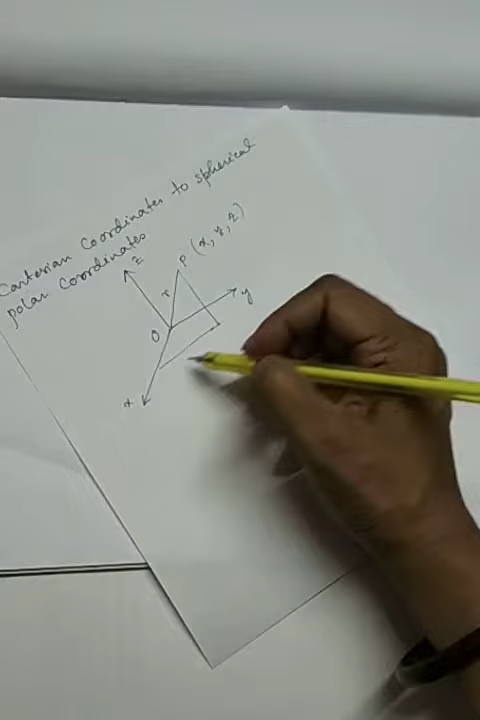 Cartesian Coordinates to spherical
polar Coordinates
z
P (x, y, z)
r
y
O
x